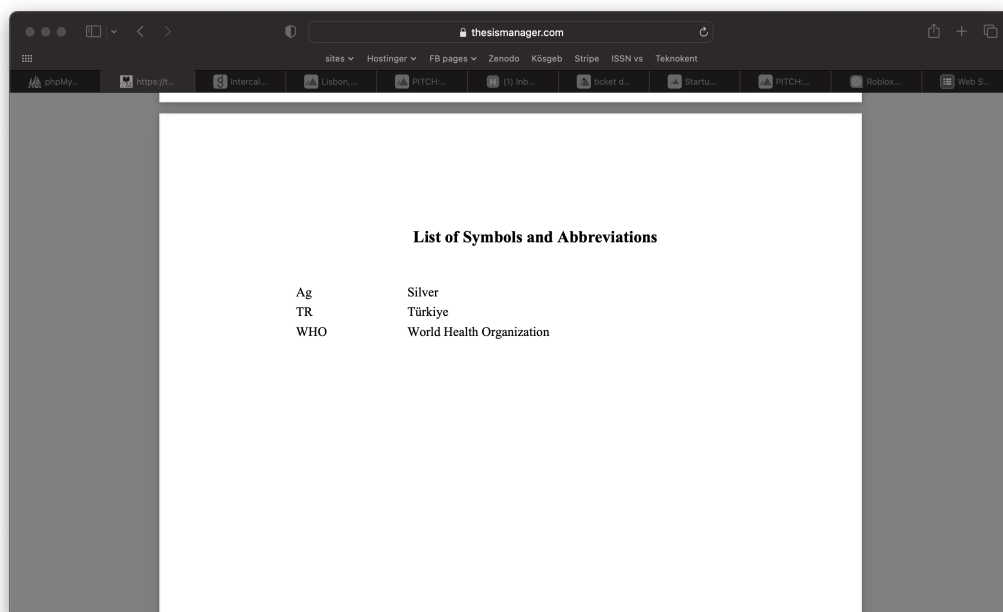 thesismanager.com
sites Hostinger FB pages Zenodo Kösgeb Stripe ISSN vs Teknokent
phpMy... https://t... Intercal... Lisbon,... PITCH:... (1) Inb... ticket d... Startu... PITCH:... Roblox... Web S...
List of Symbols and Abbreviations
Ag Silver
TR Türkiye
WHO World Health Organization